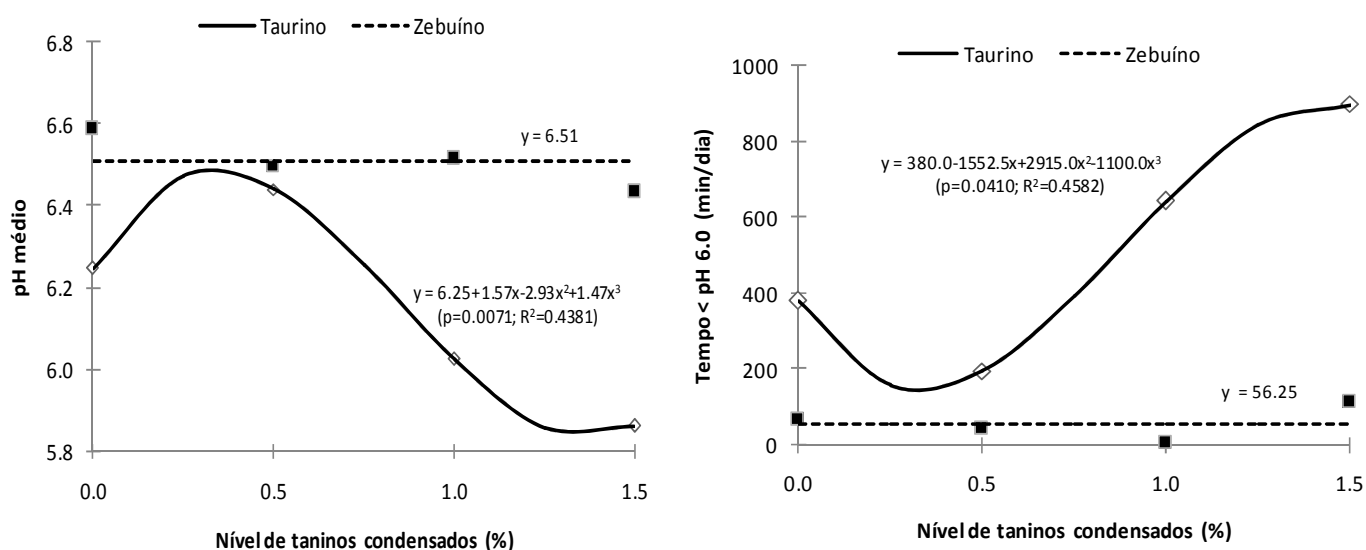 Taurino
Zebuíno
6.8
6.6
6.4
6.2
6.0
5.8
pH médio
y = 6.51
y = 6.25+1.57x-2.93x²+1.47x³
(p=0.0071; R²=0.4381)
0.0
0.5
1.0
1.5
Nível de taninos condensados (%)
Taurino
Zebuíno
1000
800
600
400
200
0
Tempo < pH 6.0 (min/dia)
y = 380.0-1552.5x+2915.0x²-1100.0x³
(p=0.0410; R²=0.4582)
y = 56.25
0.0
0.5
1.0
1.5
Nível de taninos condensados (%)